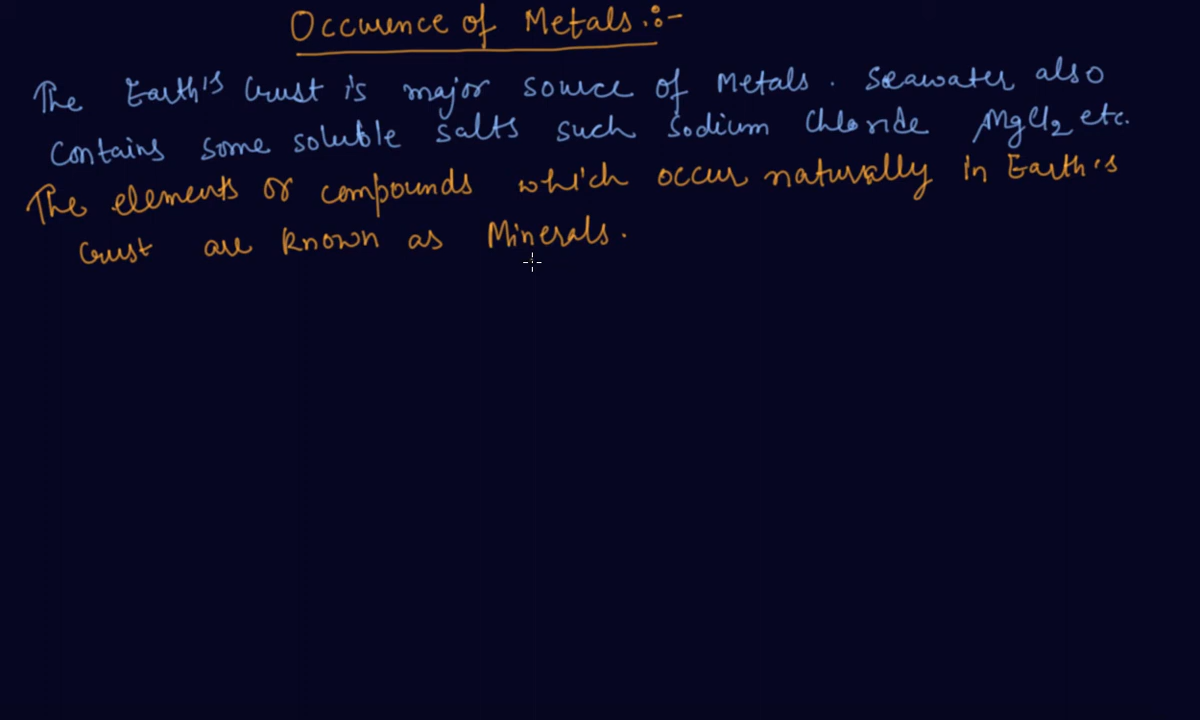 Occurence of Metals :-
The Earth's Crust is major source of Metals. Seawater also
Contains some soluble salts such Sodium Chloride MgCl2 etc.
The elements or compounds which occur naturally in Earth's
Crust are known as Minerals.